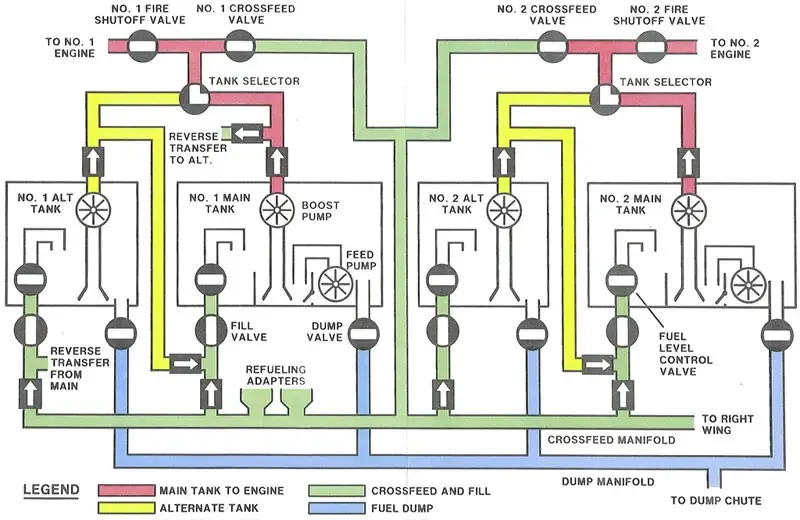 NO. 1 FIRE
SHUTOFF VALVE
NO. 1 CROSSFEED
VALVE
NO. 2 CROSSFEED
VALVE
NO. 2 FIRE
SHUTOFF VALVE
TO NO. 1
ENGINE
TO NO. 2
ENGINE
TANK SELECTOR
TANK SELECTOR
REVERSE
TRANSFER
TO ALT.
NO. 1 ALT
TANK
NO. 1 MAIN
TANK
BOOST
PUMP
NO. 2 ALT
TANK
NO. 2 MAIN
TANK
FEED
PUMP
FILL
VALVE
DUMP
VALVE
FUEL
LEVEL
CONTROL
VALVE
REVERSE
TRANSFER
FROM
MAIN
REFUELING
ADAPTERS
TO RIGHT
WING
CROSSFEED MANIFOLD
DUMP MANIFOLD
TO DUMP CHUTE
LEGEND
MAIN TANK TO ENGINE
CROSSFEED AND FILL
ALTERNATE TANK
FUEL DUMP